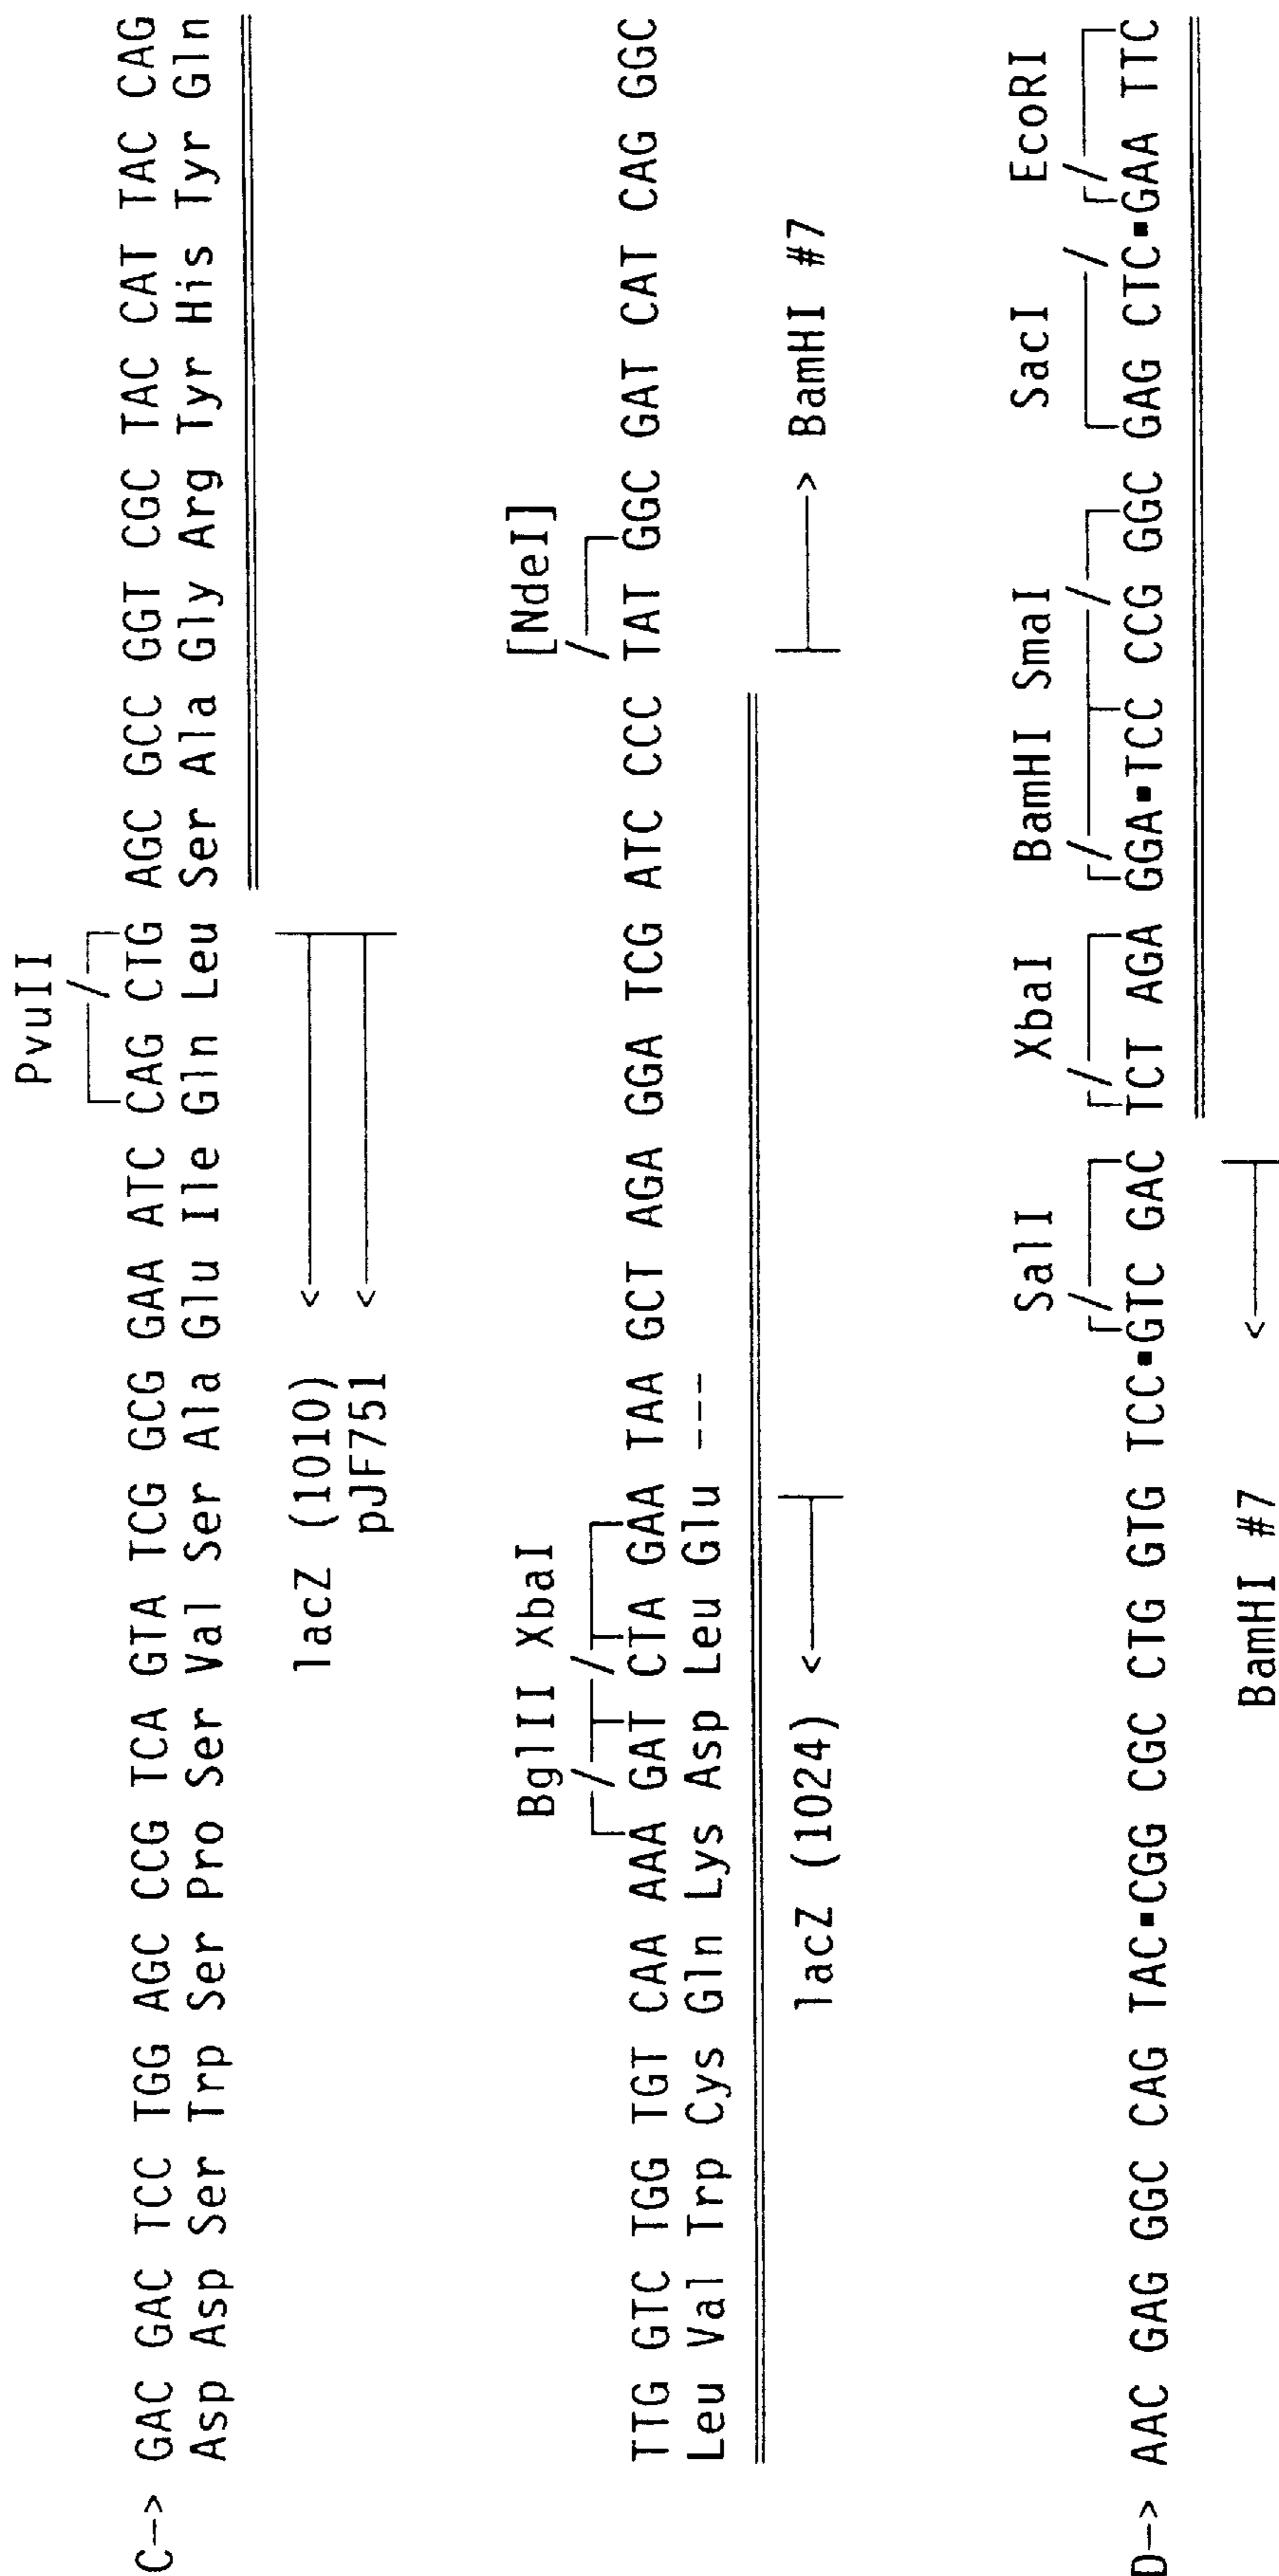 PvuII
C—> GAC GAC TCC TGG AGC CCG TCA GTA TCG GCG GAA ATC CAG CTG AGC GCC GGT CGC TAC CAT TAC CAG
Asp Asp Ser Trp Ser Pro Ser Val Ser Ala Glu Ile Gln Leu Ser Ala Gly Arg Tyr His Tyr Gln
lacZ (1010) <
pJF751 <
BglII XbaI [NdeI]
TTG GTC TGG TGT CAA AAA GAT CTA GAA TAA GCT AGA GGA TCG ATC CCC TAT GGC GAT CAT CAG GGC
Leu Val Trp Cys Gln Lys Asp Leu Glu ---
lacZ (1024) < > BamHI #7
SalI XbaI BamHI SmaI SacI EcoRI
D—> AAC GAG GGC CAG TAC▪CGG CGC CTG GTG TCC▪GTC GAC TCT AGA GGA▪TCC CCG GGC GAG CTC▪GAA TTC
BamHI #7 <